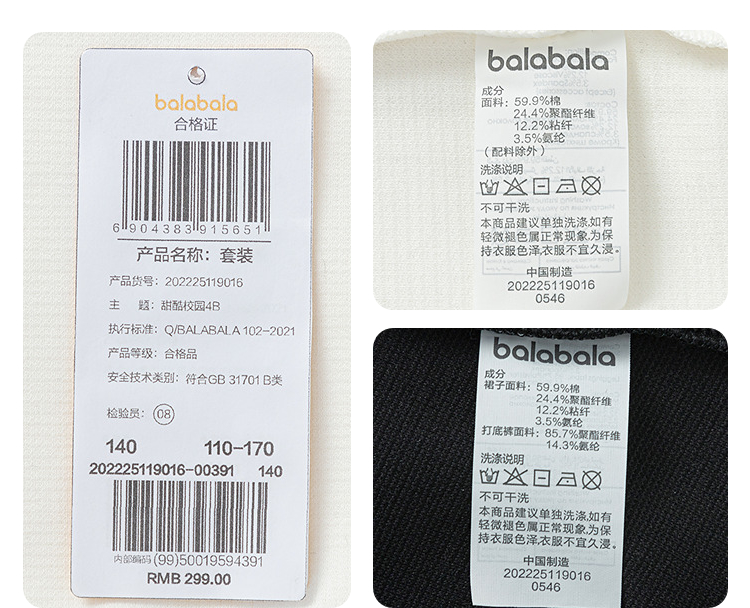 balabala
合格证
6 904383 915651
产品名称：套装
产品货号：202225119016
主 题：甜酷校园4B
执行标准：Q/BALABALA 102-2021
产品等级：合格品
安全技术类别：符合GB 31701 B类
检验员：08
140 110-170
202225119016-00391 140
内部编码 (99)50019594391
RMB 299.00
balabala
成分
面料：59.9%棉
24.4%聚酯纤维
12.2%粘纤
3.5%氨纶
（配料除外）
洗涤说明
不可干洗
本商品建议单独洗涤,如有
轻微褪色属正常现象,为保
持衣服色泽,衣服不宜久浸。
中国制造
202225119016
0546
balabala
成分
裙子面料：59.9%棉
24.4%聚酯纤维
12.2%粘纤
3.5%氨纶
打底裤面料：85.7%聚酯纤维
14.3%氨纶
洗涤说明
不可干洗
本商品建议单独洗涤,如有
轻微褪色属正常现象,为保
持衣服色泽,衣服不宜久浸。
中国制造
202225119016
0546